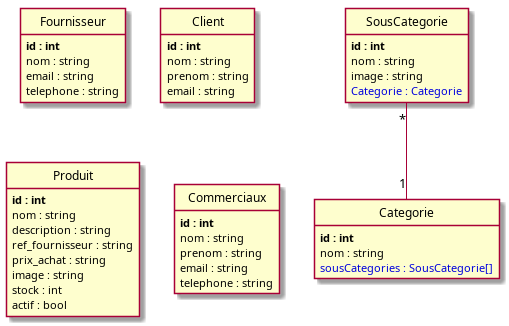 Fournisseur
id : int
nom : string
email : string
telephone : string
Client
id : int
nom : string
prenom : string
email : string
SousCategorie
id : int
nom : string
image : string
Categorie : Categorie
*
1
Produit
id : int
nom : string
description : string
ref_fournisseur : string
prix_achat : string
image : string
stock : int
actif : bool
Commerciaux
id : int
nom : string
prenom : string
email : string
telephone : string
Categorie
id : int
nom : string
sousCategories : SousCategorie[]